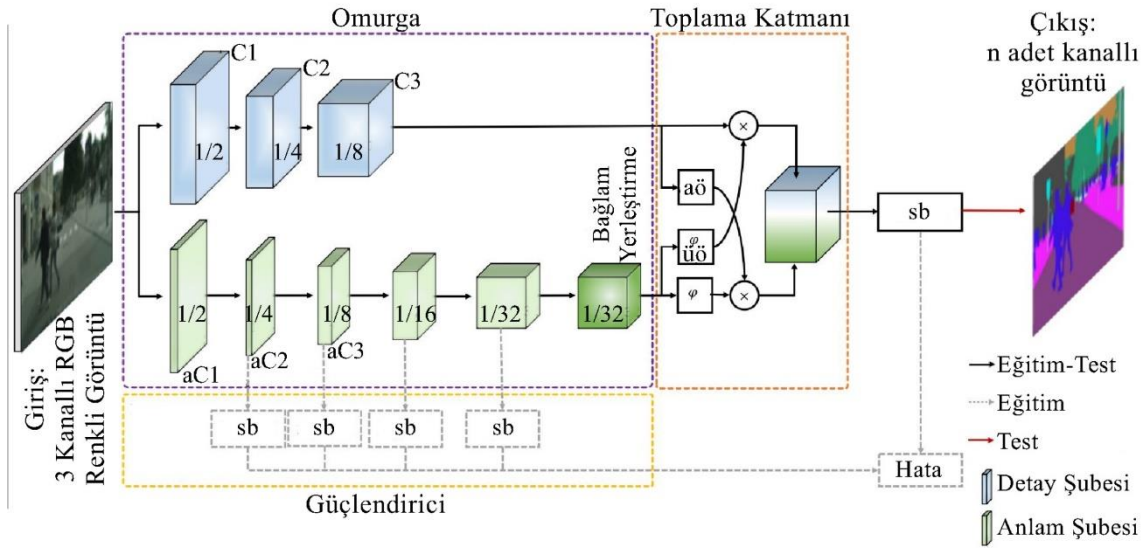 Omurga
Toplama Katmanı
Çıkış:
n adet kanallı
görüntü
C1
C2
C3
1/2
1/4
1/8
×
aö
φ
üö
φ
×
sb
Bağlam
Yerleştirme
1/2
1/4
1/8
1/16
1/32
1/32
aC1
aC2
aC3
Giriş:
3 Kanallı RGB
Renkli Görüntü
sb
sb
sb
sb
Hata
Güçlendirici
Eğitim-Test
Eğitim
Test
Detay Şubesi
Anlam Şubesi